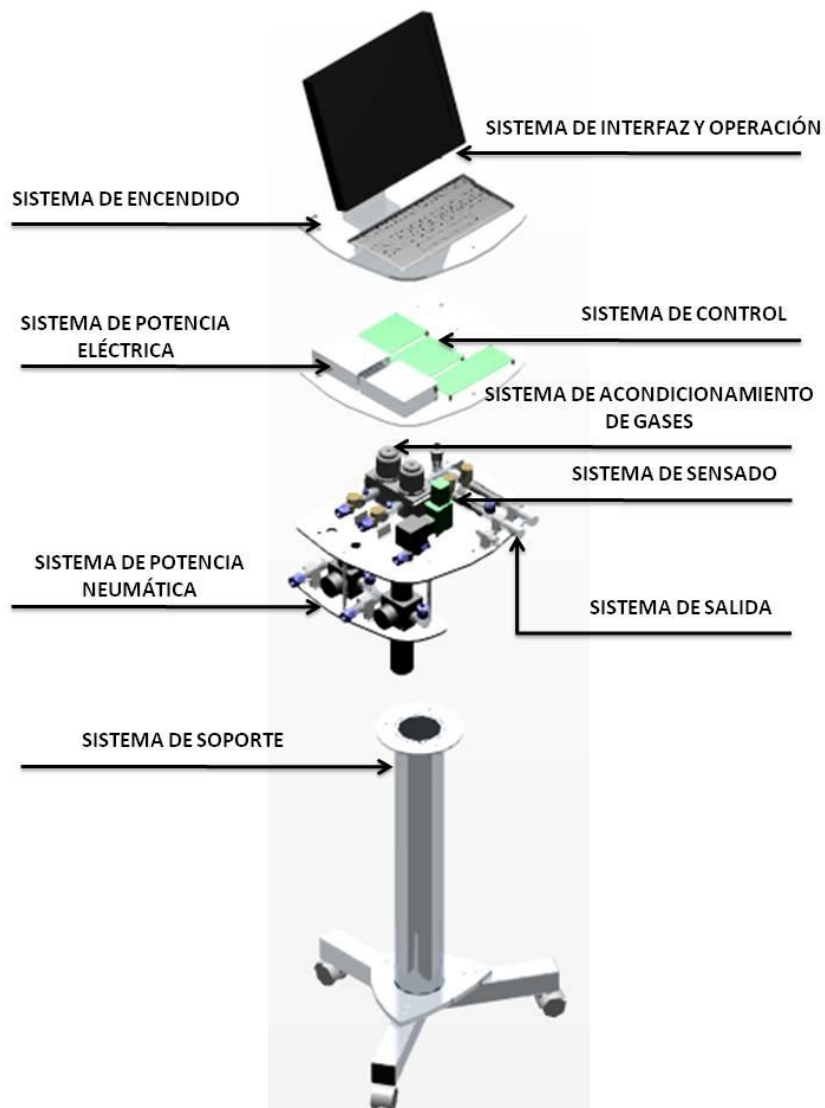 SISTEMA DE INTERFAZ Y OPERACIÓN
SISTEMA DE ENCENDIDO
SISTEMA DE CONTROL
SISTEMA DE POTENCIA
ELÉCTRICA
SISTEMA DE ACONDICIONAMIENTO
DE GASES
SISTEMA DE SENSADO
SISTEMA DE POTENCIA
NEUMÁTICA
SISTEMA DE SALIDA
SISTEMA DE SOPORTE